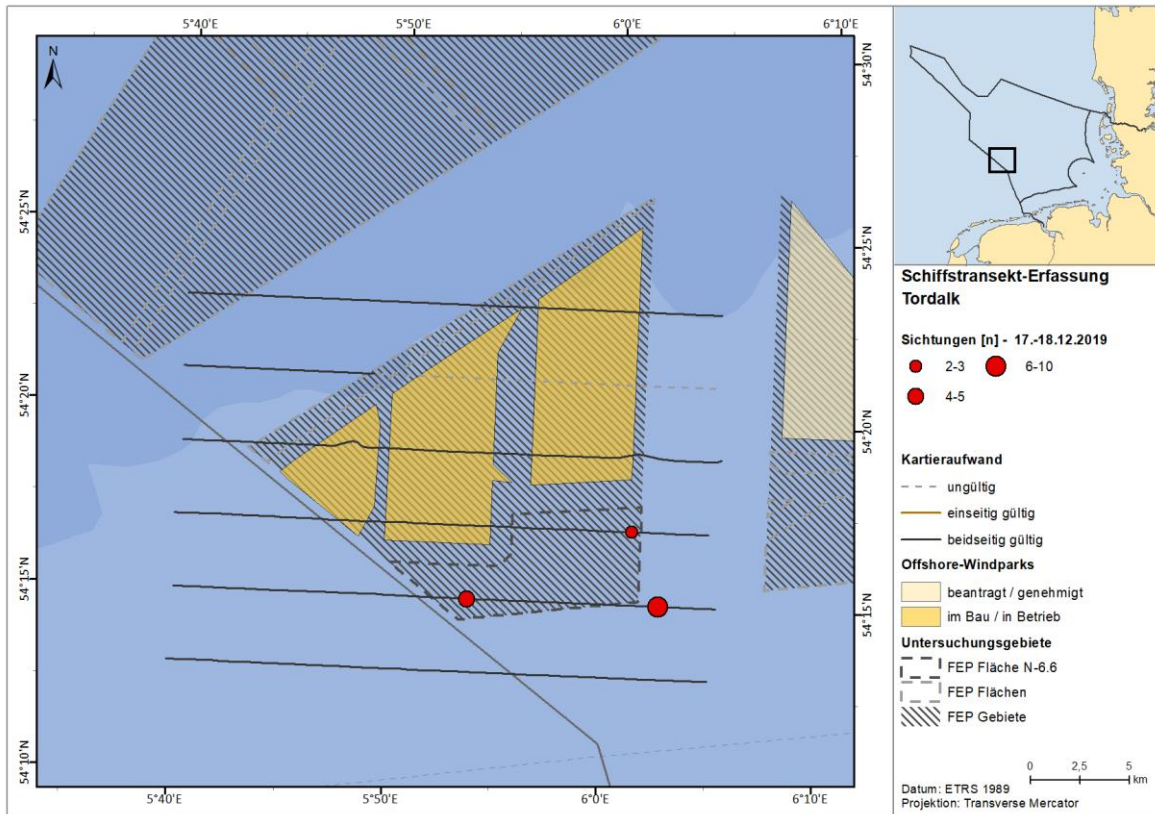 5°40'E
5°50'E
6°0'E
6°10'E
N
54°30'N
54°25'N
54°25'N
54°20'N
54°20'N
54°15'N
54°15'N
54°10'N
5°40'E
5°50'E
6°0'E
6°10'E
Schiffstransekt-Erfassung
Tordalk
Sichtungen [n] - 17.-18.12.2019
2-3
6-10
4-5
Kartieraufwand
ungültig
einseitig gültig
beidseitig gültig
Offshore-Windparks
beantragt / genehmigt
im Bau / in Betrieb
Untersuchungsgebiete
FEP Fläche N-6.6
FEP Flächen
FEP Gebiete
0 2,5 5
km
Datum: ETRS 1989
Projektion: Transverse Mercator